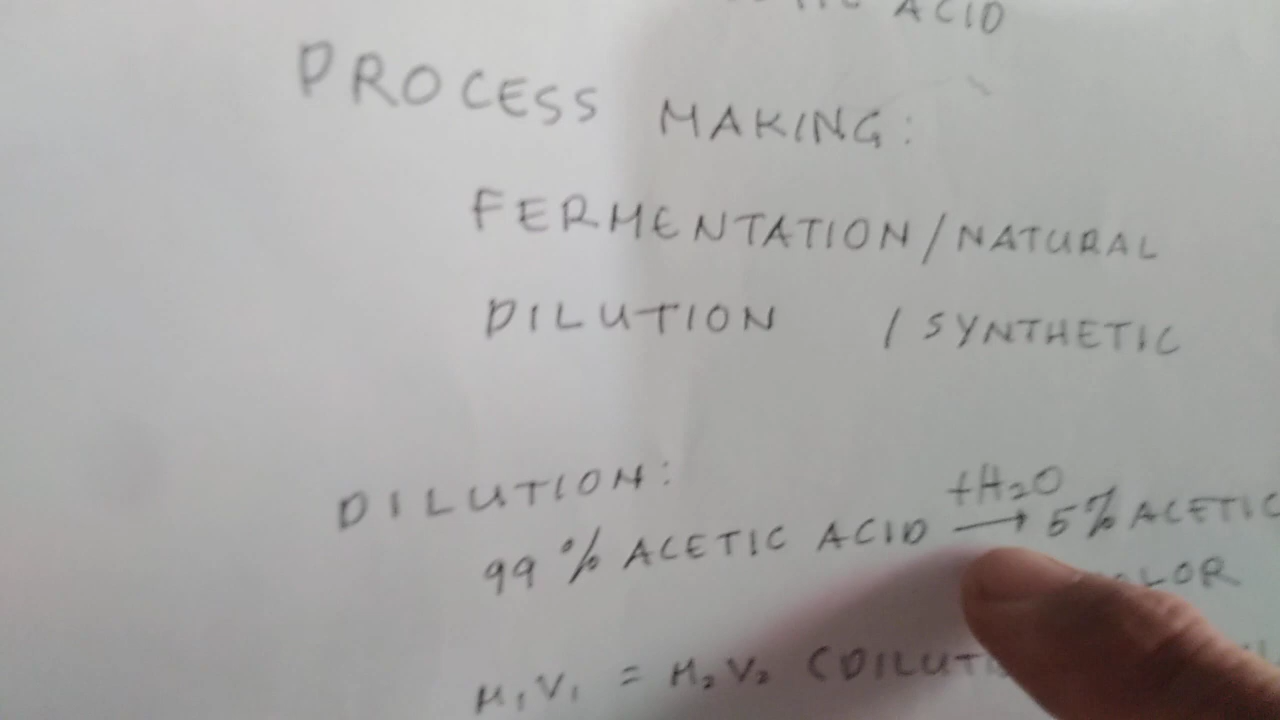 ACID
PROCESS MAKING:
FERMENTATION/NATURAL
DILUTION / SYNTHETIC
DILUTION:
+H₂O
99% ACETIC ACID → 5% ACETIC
M₁V₁ = M₂V₂